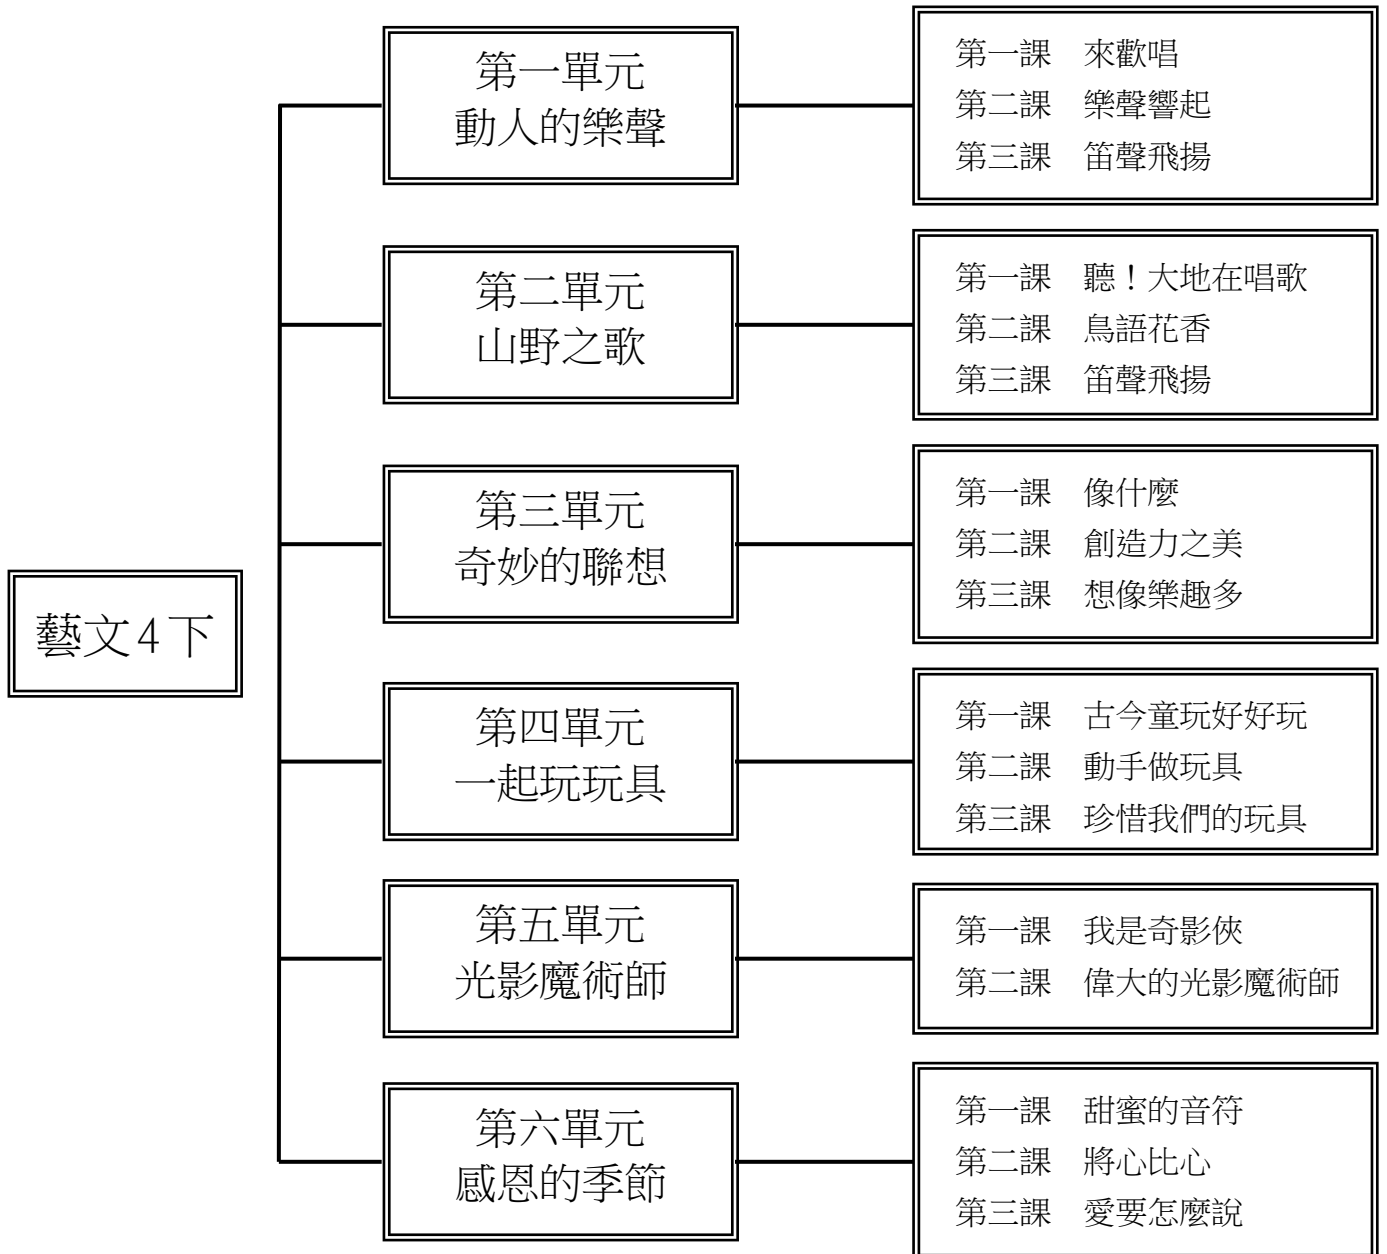 藝文4下
第一單元
動人的樂聲
第一課　來歡唱
第二課　樂聲響起
第三課　笛聲飛揚
第二單元
山野之歌
第一課　聽！大地在唱歌
第二課　鳥語花香
第三課　笛聲飛揚
第三單元
奇妙的聯想
第一課　像什麼
第二課　創造力之美
第三課　想像樂趣多
第四單元
一起玩玩具
第一課　古今童玩好好玩
第二課　動手做玩具
第三課　珍惜我們的玩具
第五單元
光影魔術師
第一課　我是奇影俠
第二課　偉大的光影魔術師
第六單元
感恩的季節
第一課　甜蜜的音符
第二課　將心比心
第三課　愛要怎麼說